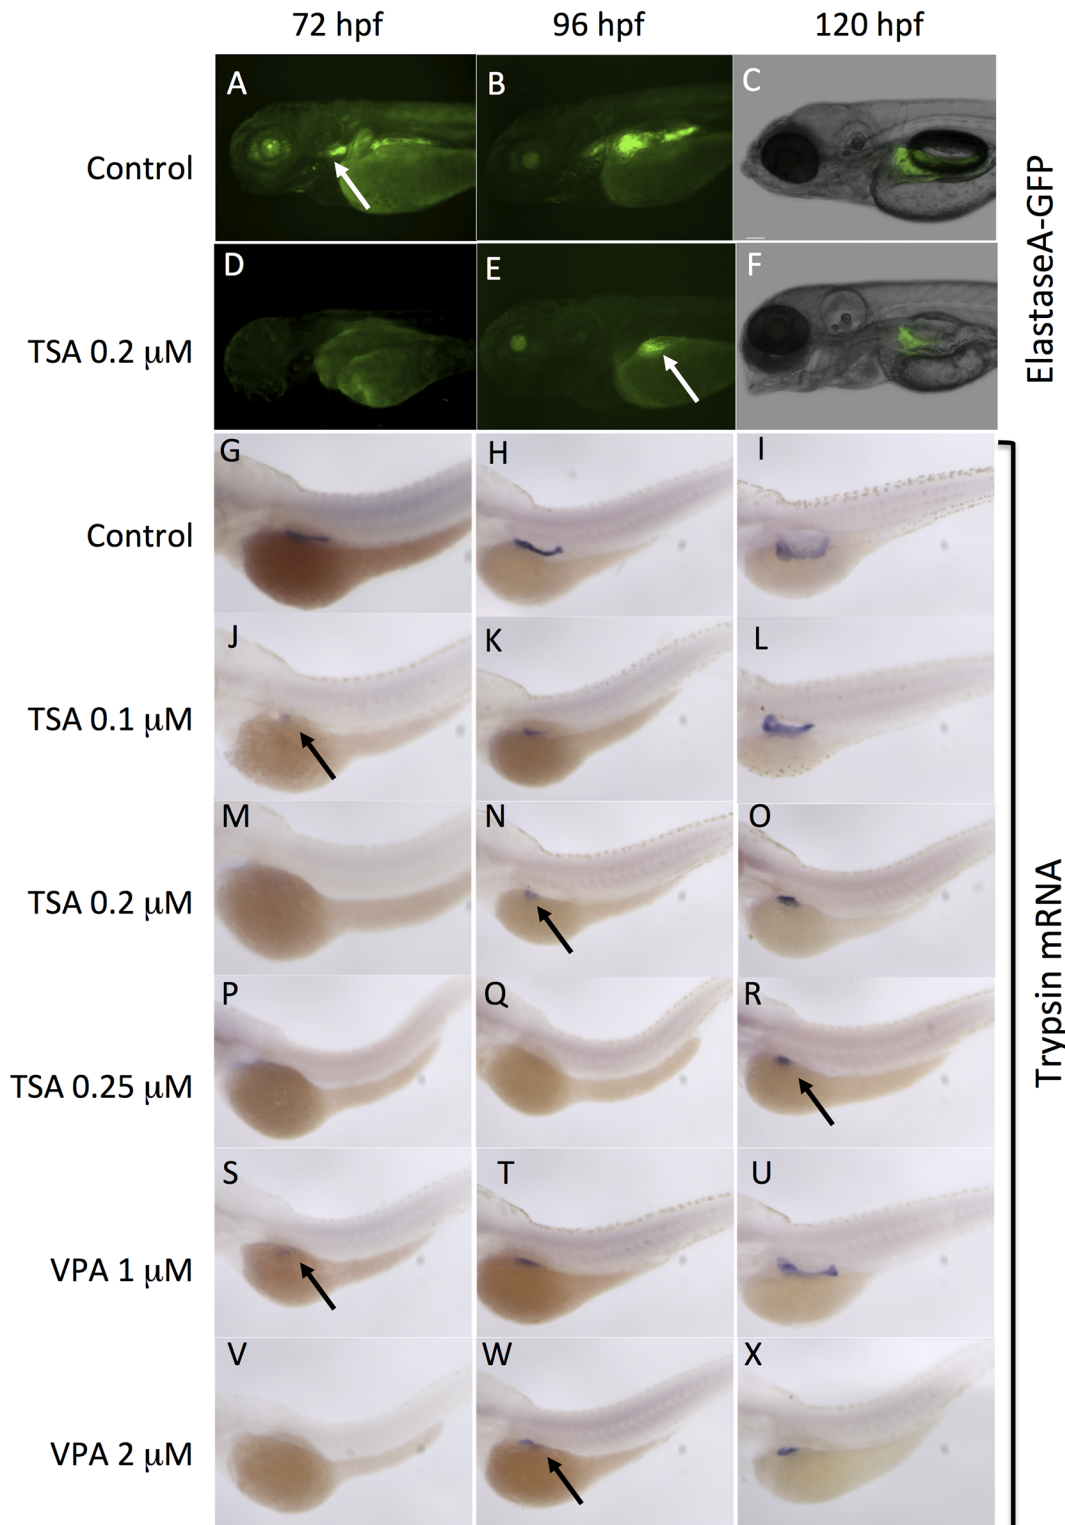 72 hpf 96 hpf 120 hpf
A B C
Control
D E F
TSA 0.2 μM
ElastaseA-GFP
G H I
Control
J K L
TSA 0.1 μM
M N O
TSA 0.2 μM
P Q R
TSA 0.25 μM
S T U
VPA 1 μM
V W X
VPA 2 μM
Trypsin mRNA